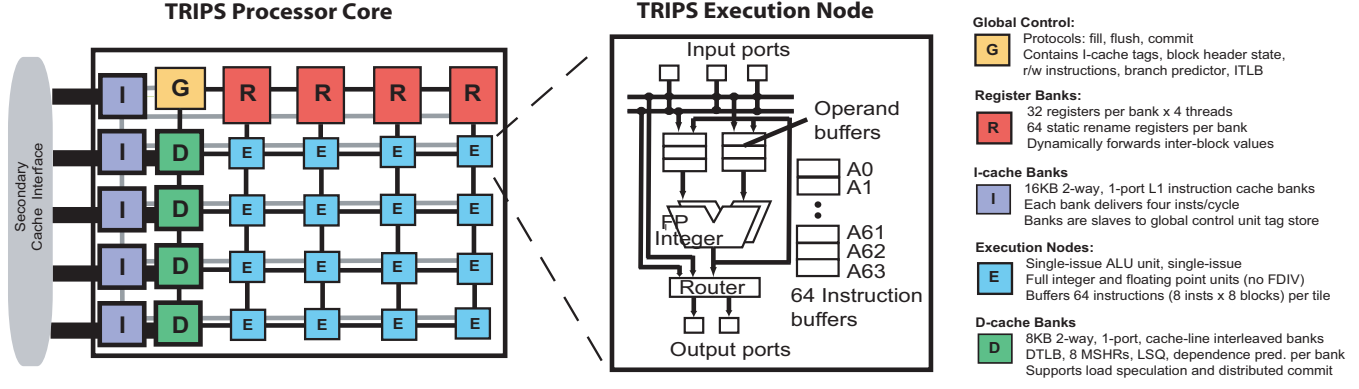 TRIPS Processor Core
Secondary
Cache Interface
I
G
R
R
R
R
I
D
E
E
E
E
I
D
E
E
E
E
I
D
E
E
E
E
I
D
E
E
E
E
TRIPS Execution Node
Input ports
Operand
buffers
A0
A1
FP
Integer
A61
A62
A63
Router
64 Instruction
buffers
Output ports
Global Control:
G
Protocols: fill, flush, commit
Contains I-cache tags, block header state,
r/w instructions, branch predictor, ITLB
Register Banks:
R
32 registers per bank x 4 threads
64 static rename registers per bank
Dynamically forwards inter-block values
I-cache Banks
I
16KB 2-way, 1-port L1 instruction cache banks
Each bank delivers four insts/cycle
Banks are slaves to global control unit tag store
Execution Nodes:
E
Single-issue ALU unit, single-issue
Full integer and floating point units (no FDIV)
Buffers 64 instructions (8 insts x 8 blocks) per tile
D-cache Banks
D
8KB 2-way, 1-port, cache-line interleaved banks
DTLB, 8 MSHRs, LSQ, dependence pred. per bank
Supports load speculation and distributed commit